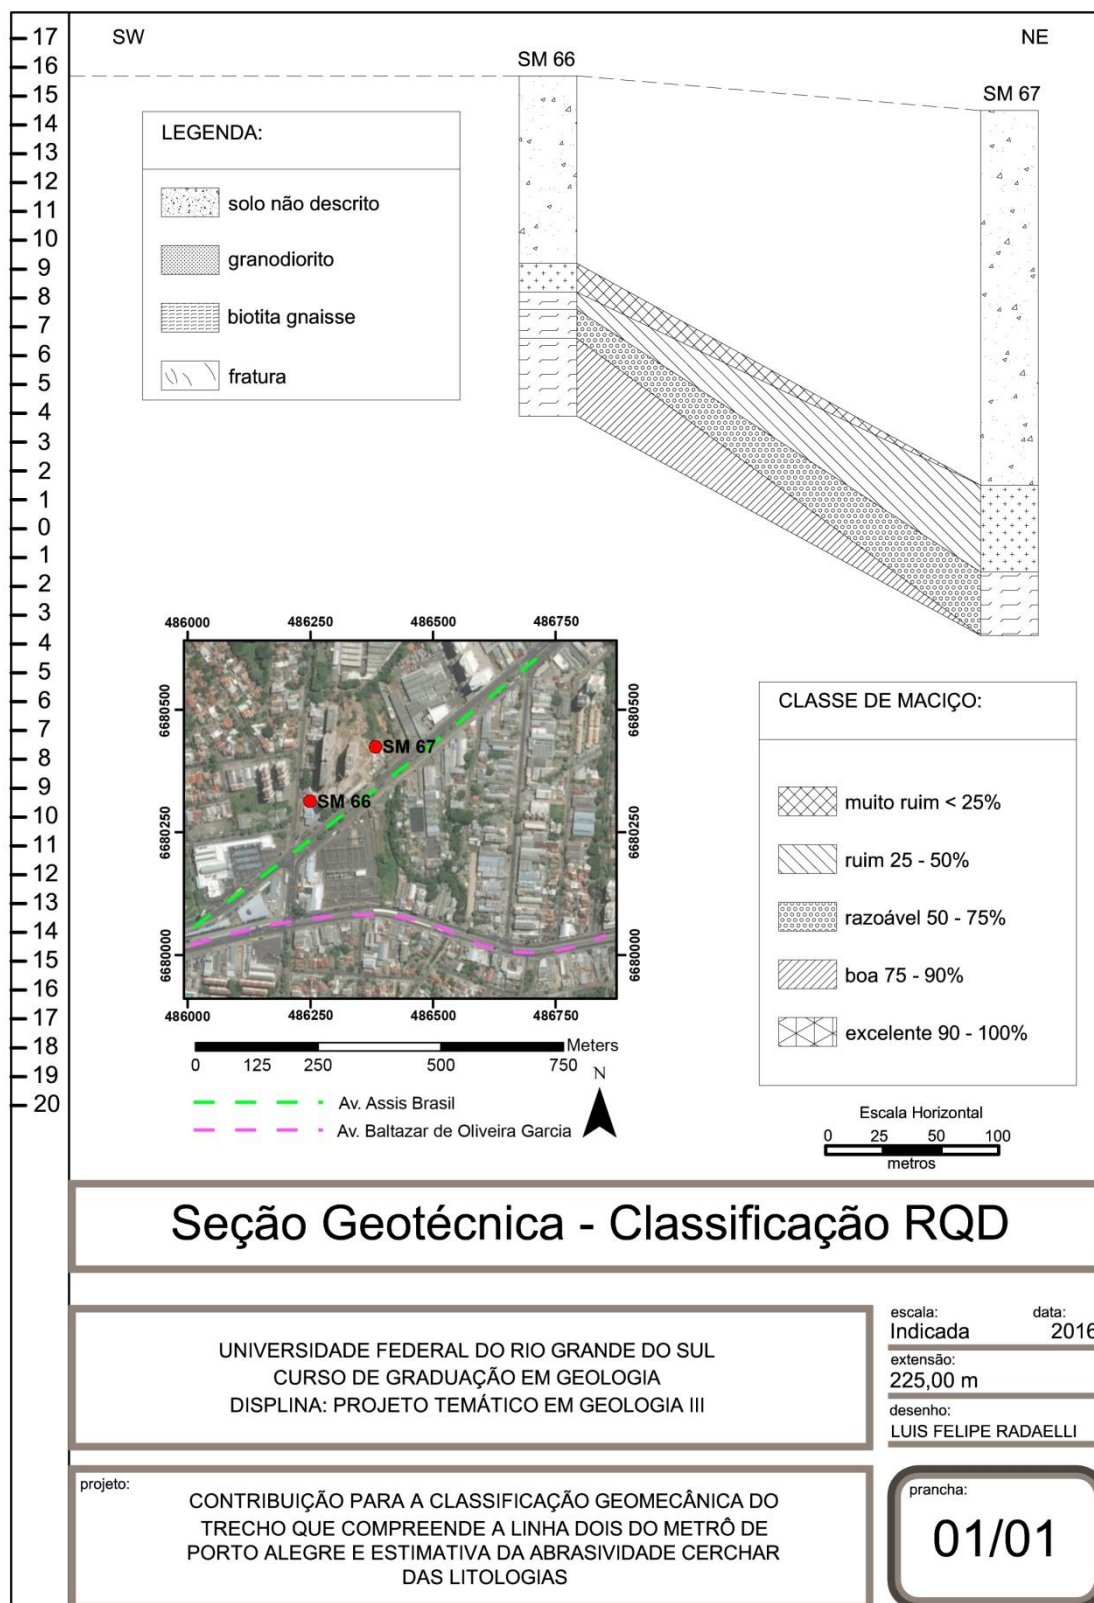 17
16
15
14
13
12
11
10
9
8
7
6
5
4
3
2
1
0
1
2
3
4
5
6
7
8
9
10
11
12
13
14
15
16
17
18
19
20
SW
NE
SM 66
SM 67
LEGENDA:
solo não descrito
granodiorito
biotita gnaisse
fratura
486000 486250 486500 486750
6680500
6680250
6680000
6680500
6680250
6680000
SM 67
SM 66
486000 486250 486500 486750
Meters
0 125 250 500 750
N
Av. Assis Brasil
Av. Baltazar de Oliveira Garcia
CLASSE DE MACIÇO:
muito ruim < 25%
ruim 25 - 50%
razoável 50 - 75%
boa 75 - 90%
excelente 90 - 100%
Escala Horizontal
0 25 50 100
metros
Seção Geotécnica - Classificação RQD
UNIVERSIDADE FEDERAL DO RIO GRANDE DO SUL
CURSO DE GRADUAÇÃO EM GEOLOGIA
DISPLINA: PROJETO TEMÁTICO EM GEOLOGIA III
escala: data:
Indicada 2016
extensão:
225,00 m
desenho:
LUIS FELIPE RADAELLI
projeto:
CONTRIBUIÇÃO PARA A CLASSIFICAÇÃO GEOMECÂNICA DO
TRECHO QUE COMPREENDE A LINHA DOIS DO METRÔ DE
PORTO ALEGRE E ESTIMATIVA DA ABRASIVIDADE CERCHAR
DAS LITOLOGIAS
prancha:
01/01